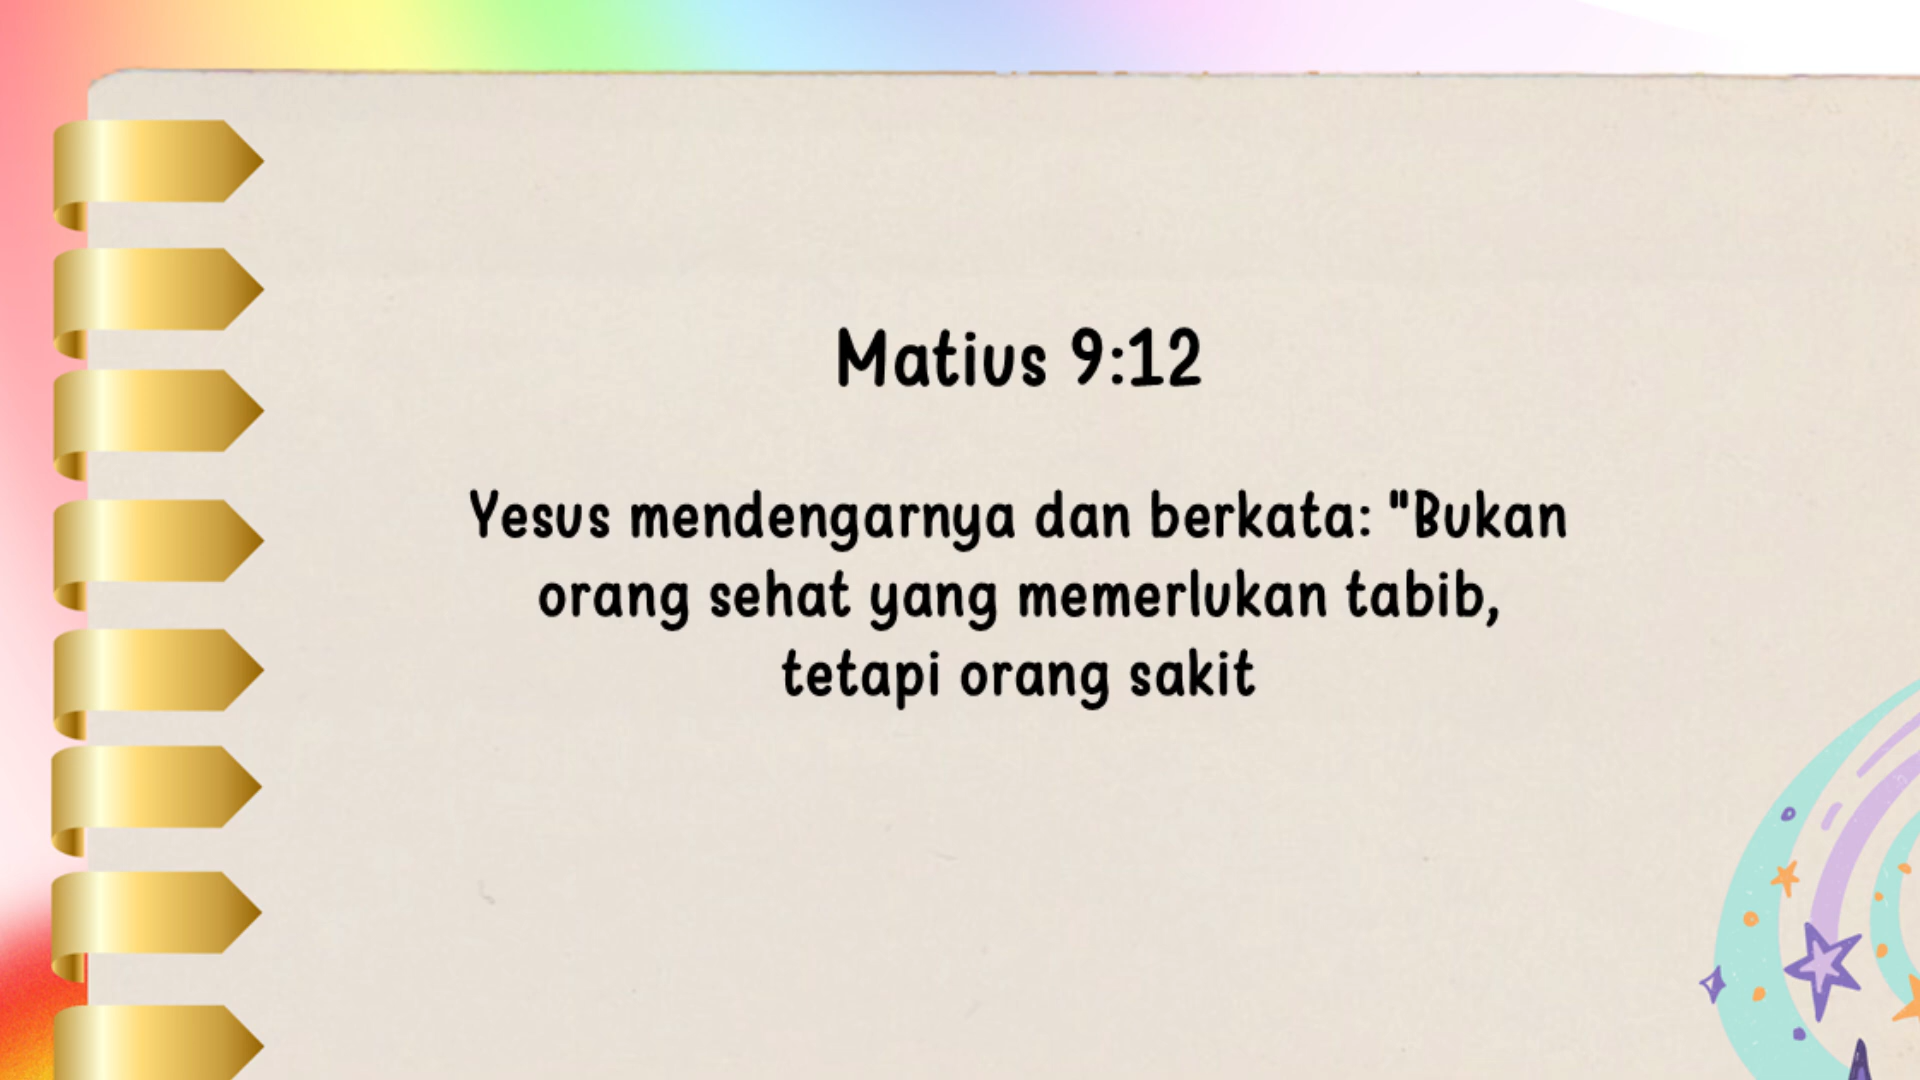 Matius 9:12
Yesus mendengarnya dan berkata: "Bukan
orang sehat yang memerlukan tabib,
tetapi orang sakit